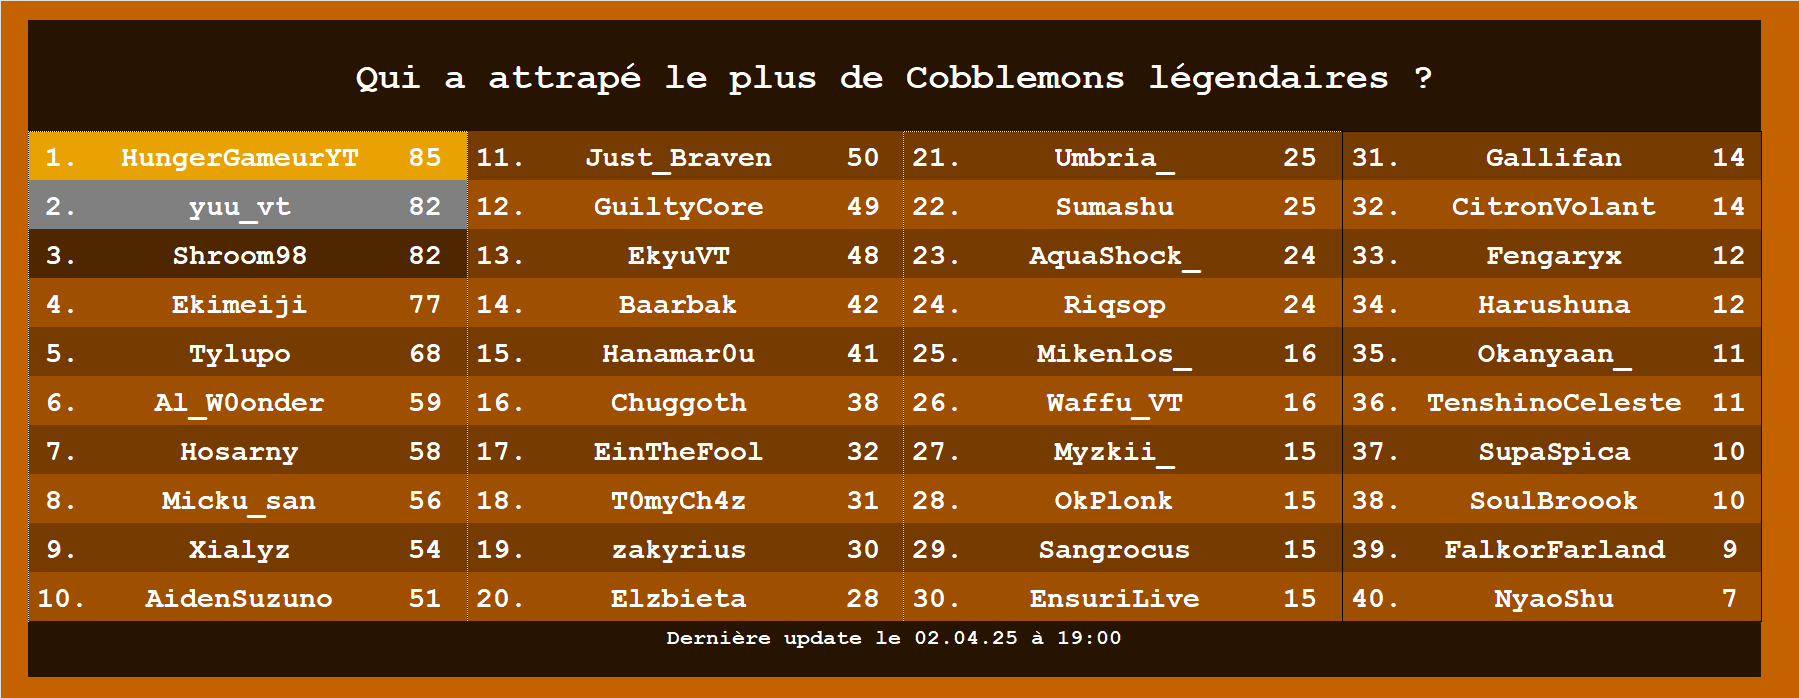 Qui a attrapé le plus de Cobblemons légendaires ?
1. HungerGameurYT 85
2. yuu_vt 82
3. Shroom98 82
4. Ekimeiji 77
5. Tylupo 68
6. Al_W0onder 59
7. Hosarny 58
8. Micku_san 56
9. Xialyz 54
10. AidenSuzuno 51
11. Just_Braven 50
12. GuiltyCore 49
13. EkyuVT 48
14. Baarbak 42
15. Hanamar0u 41
16. Chuggoth 38
17. EinTheFool 32
18. T0myCh4z 31
19. zakyrius 30
20. Elzbieta 28
21. Umbria_ 25
22. Sumashu 25
23. AquaShock_ 24
24. Riqsop 24
25. Mikenlos_ 16
26. Waffu_VT 16
27. Myzkii_ 15
28. OkPlonk 15
29. Sangrocus 15
30. EnsuriLive 15
31. Gallifan 14
32. CitronVolant 14
33. Fengaryx 12
34. Harushuna 12
35. Okanyaan_ 11
36. TenshinoCeleste 11
37. SupaSpica 10
38. SoulBroook 10
39. FalkorFarland 9
40. NyaoShu 7
Dernière update le 02.04.25 à 19:00